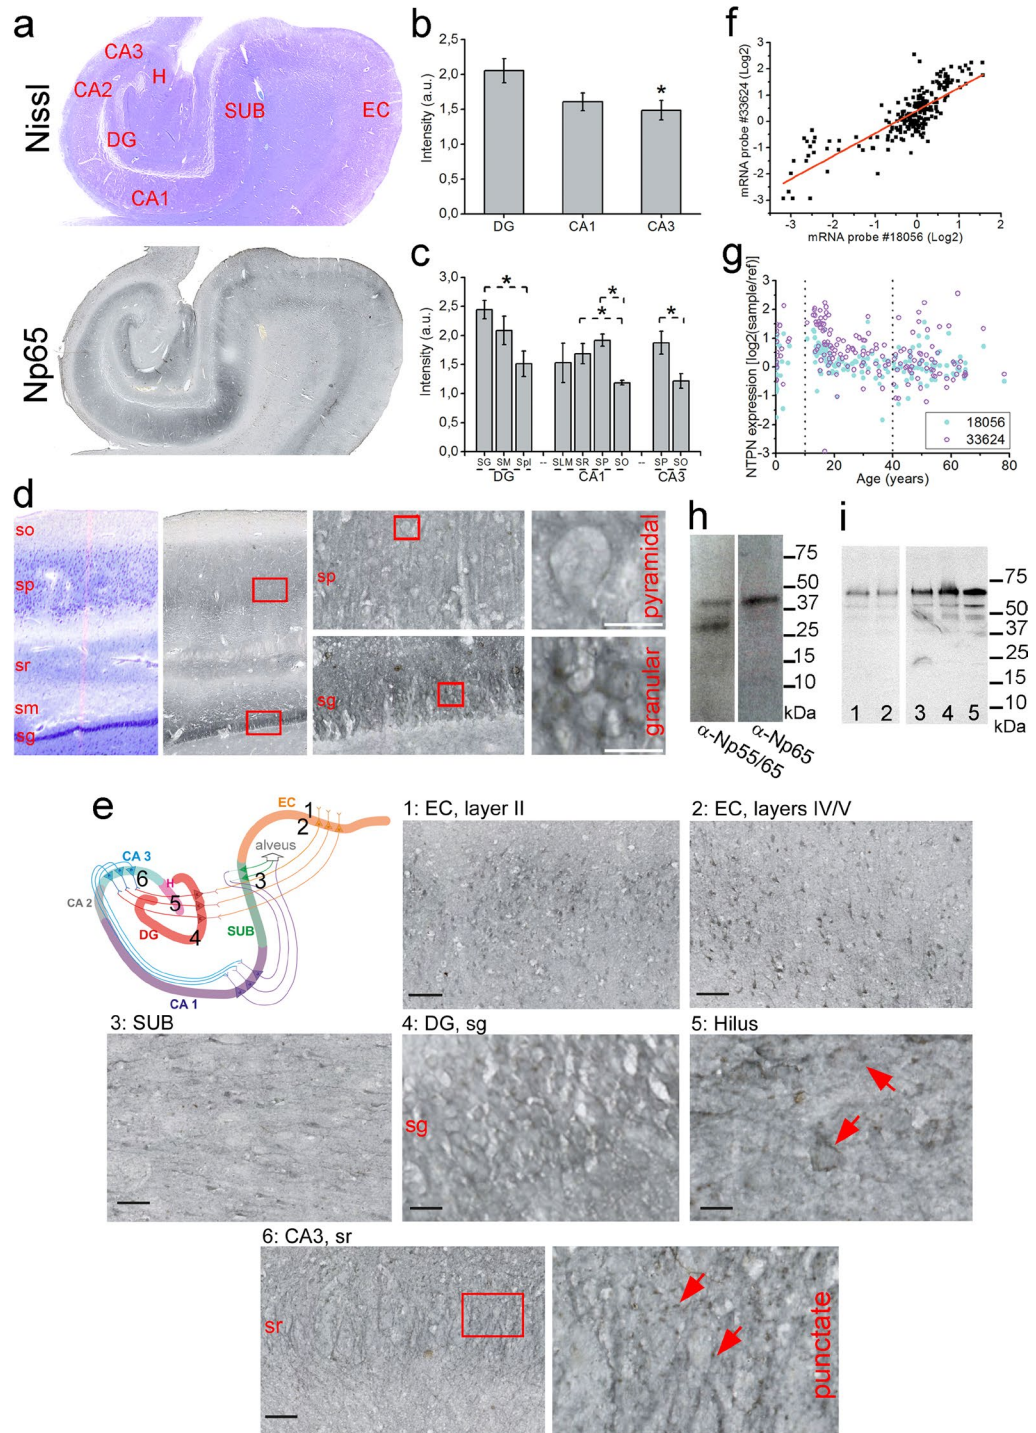 a
Nissl
CA3
H
CA2
SUB
EC
DG
CA1
Np65
b
Intensity (a.u.)
2,5
2,0
1,5
1,0
0,5
0,0
*
DG
CA1
CA3
c
Intensity (a.u.)
3,0
2,5
2,0
1,5
1,0
0,5
0,0
*
*
*
*
SG
SM
Spl
--
SLM
SR
SP
SO
--
SP
SO
DG
CA1
CA3
f
mRNA probe #33624 (Log2)
3
2
1
0
-1
-2
-3
-3
-2
-1
0
1
2
mRNA probe #18056 (Log2)
g
NTPN expression [log2(sample/ref)]
3
2
1
0
-1
-2
-3
18056
33624
0
20
40
60
80
Age (years)
d
so
sp
sr
sm
sg
sp
pyramidal
sg
granular
h
75
50
37
25
15
10
kDa
α-Np55/65
α-Np65
i
75
50
37
25
15
10
kDa
1
2
3
4
5
e
EC
1
2
alveus
CA 3
6
H
3
CA 2
5
DG
4
SUB
CA 1
1: EC, layer II
2: EC, layers IV/V
3: SUB
4: DG, sg
sg
5: Hilus
6: CA3, sr
sr
punctate